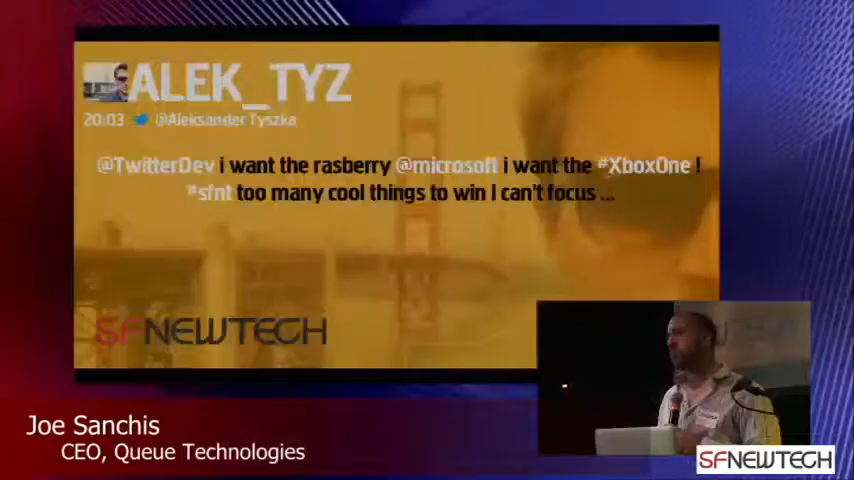 ALEK_TYZ
20:03 @Aleksander Tyszka
@TwitterDev i want the rasberry @microsoft i want the #XboxOne !
#sfnt too many cool things to win I can't focus ...
SFNEWTECH
Joe Sanchis
CEO, Queue Technologies
SFNEWTECH